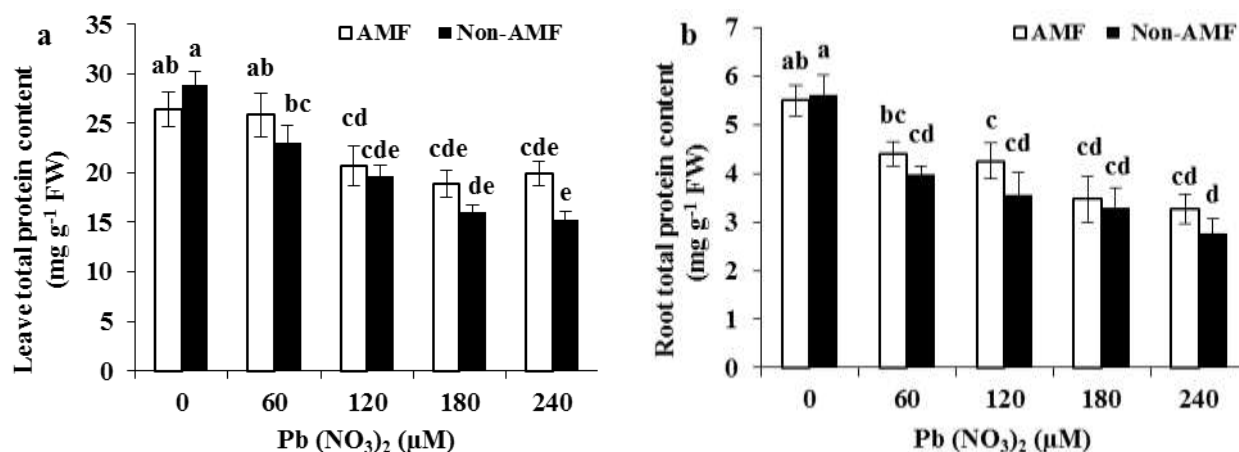 a
AMF Non-AMF
Leave total protein content
(mg g⁻¹ FW)
35
30
25
20
15
10
5
0
ab a
ab bc
cd cde
cde de
cde e
0 60 120 180 240
Pb (NO₃)₂ (µM)
b
AMF Non-AMF
Root total protein content
(mg g⁻¹ FW)
7
6
5
4
3
2
1
0
ab a
bc cd
c cd
cd cd
cd d
0 60 120 180 240
Pb (NO₃)₂ (µM)